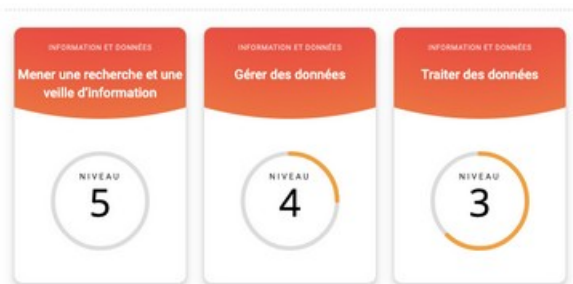 INFORMATION ET DONNÉES
Mener une recherche et une
veille d'information
NIVEAU
5
INFORMATION ET DONNÉES
Gérer des données
NIVEAU
4
INFORMATION ET DONNÉES
Traiter des données
NIVEAU
3